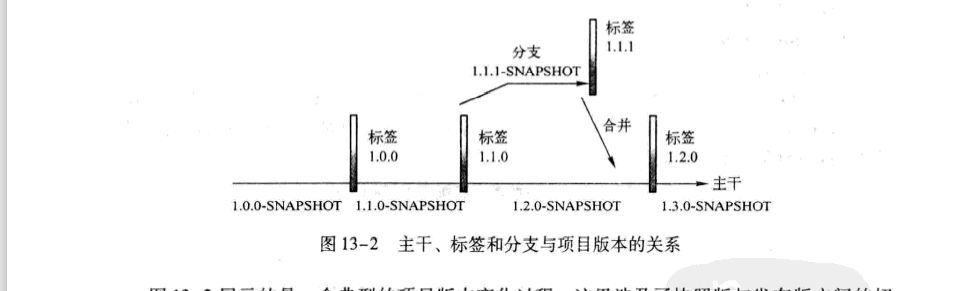 标签
1.1.1
分支
1.1.1-SNAPSHOT
合并
标签
1.0.0
标签
1.1.0
标签
1.2.0
主干
1.0.0-SNAPSHOT 1.1.0-SNAPSHOT 1.2.0-SNAPSHOT 1.3.0-SNAPSHOT
图13-2 主干、标签和分支与项目版本的关系